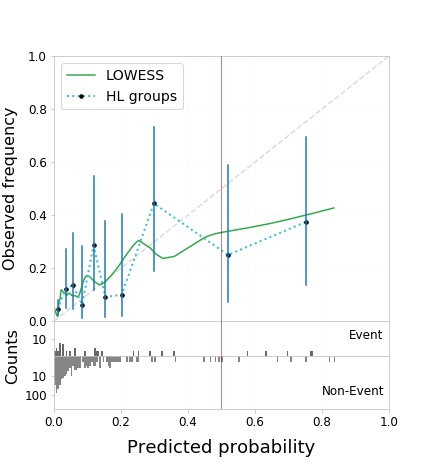 1.0
LOWESS
HL groups
0.8
0.6
0.4
0.2
0.0
Observed frequency
10
Event
Counts
10
100
Non-Event
0.0 0.2 0.4 0.6 0.8 1.0
Predicted probability